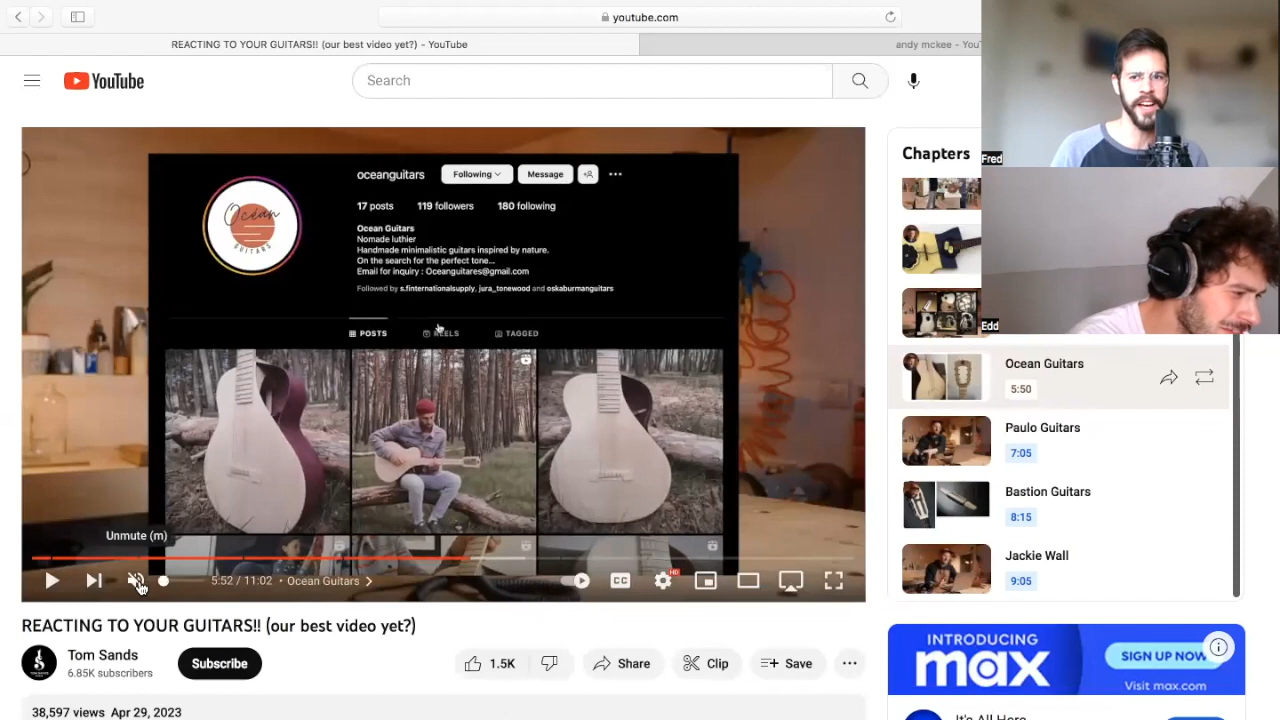 youtube.com
REACTING TO YOUR GUITARS!! (our best video yet?) - YouTube
andy mckee - You
YouTube
Search
oceanguitars
Following
Message
17 posts
119 followers
180 following
Ocean Guitars
Nomade luthier
Handmade minimalistic guitars inspired by nature.
On the search for the perfect tone...
Email for inquiry : Oceanguitares@gmail.com
Followed by s.finternationalsupply, jura_tonewood and oskaburmanguitars
Ocean
GUITARS
POSTS
REELS
TAGGED
Unmute (m)
5:52 / 11:02 • Ocean Guitars
CC
HD
Chapters
Fred
Edd
Ocean Guitars
5:50
Paulo Guitars
7:05
Bastion Guitars
8:15
Jackie Wall
9:05
REACTING TO YOUR GUITARS!! (our best video yet?)
Tom Sands
6.85K subscribers
Subscribe
1.5K
Share
Clip
Save
38,597 views Apr 29, 2023
INTRODUCING
max
SIGN UP NOW
Visit max.com
It's All Here